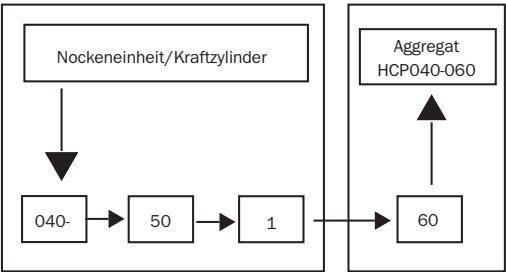 Nockeneinheit/Kraftzylinder
Aggregat
HCP040-060
040-
50
1
60